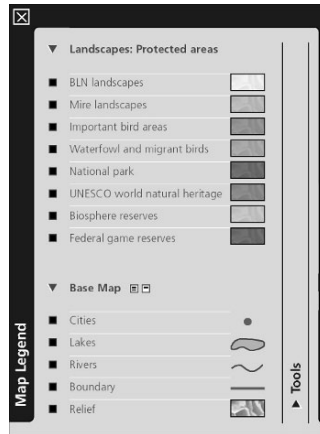 Landscapes: Protected areas
BLN landscapes
Mire landscapes
Important bird areas
Waterfowl and migrant birds
National park
UNESCO world natural heritage
Biosphere reserves
Federal game reserves
Base Map
Cities
Lakes
Rivers
Boundary
Relief
Map Legend
Tools